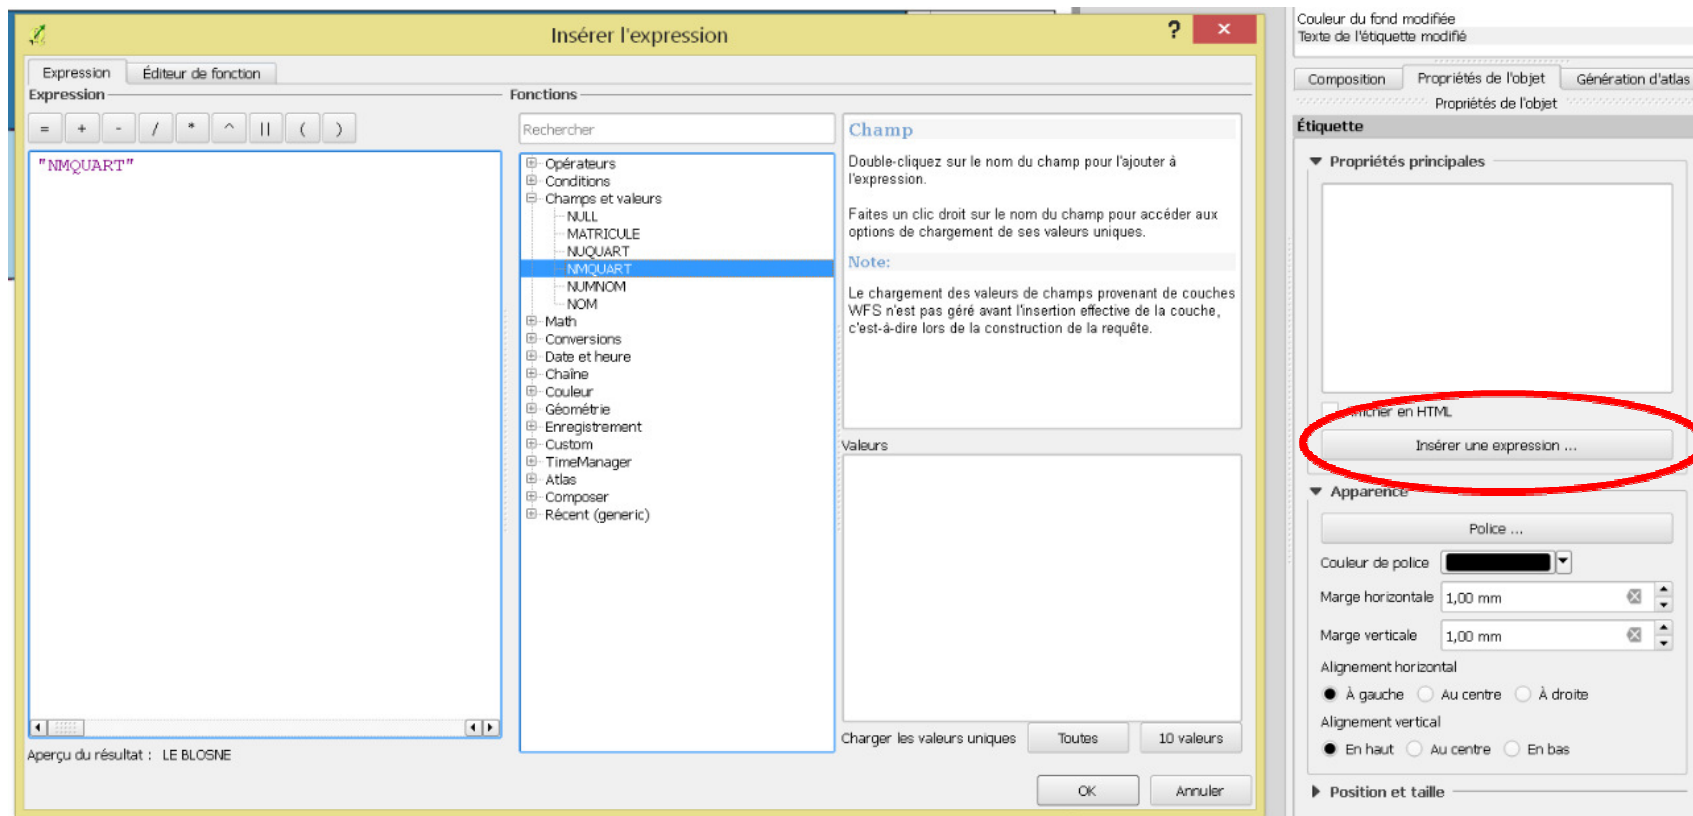 Insérer l'expression
?
×
Expression
Éditeur de fonction
Expression
= + - / * ^ || ( )
"NMQUART"
Aperçu du résultat : LE BLOSNE
Fonctions
Rechercher
Opérateurs
Conditions
Champs et valeurs
NULL
MATRICULE
NUQUART
NMQUART
NUMNOM
NOM
Math
Conversions
Date et heure
Chaîne
Couleur
Géométrie
Enregistrement
Custom
TimeManager
Atlas
Composer
Récent (generic)
Champ
Double-cliquez sur le nom du champ pour l'ajouter à
l'expression.
Faites un clic droit sur le nom du champ pour accéder aux
options de chargement de ses valeurs uniques.
Note:
Le chargement des valeurs de champs provenant de couches
WFS n'est pas géré avant l'insertion effective de la couche,
c'est-à-dire lors de la construction de la requête.
Valeurs
Charger les valeurs uniques
Toutes
10 valeurs
OK
Annuler
Couleur du fond modifiée
Texte de l'étiquette modifié
Composition
Propriétés de l'objet
Génération d'atlas
Propriétés de l'objet
Étiquette
Propriétés principales
en HTML
Insérer une expression ...
Apparence
Police ...
Couleur de police
Marge horizontale 1,00 mm
Marge verticale 1,00 mm
Alignement horizontal
À gauche Au centre À droite
Alignement vertical
En haut Au centre En bas
Position et taille